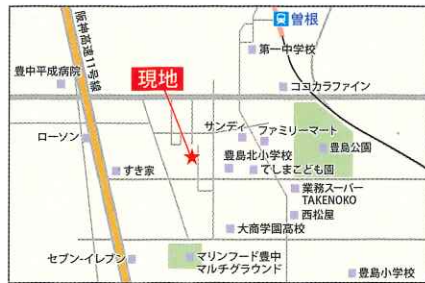 曽根
阪神高速11号線
第一中学校
豊中平成病院
現地
ココカラファイン
ローソン
サンディ
ファミリーマート
豊島公園
すき家
豊島北小学校
てしまこども園
業務スーパー
TAKENOKO
西松屋
大商学園高校
セブン-イレブン
マリンフード豊中
マルチグラウンド
豊島小学校